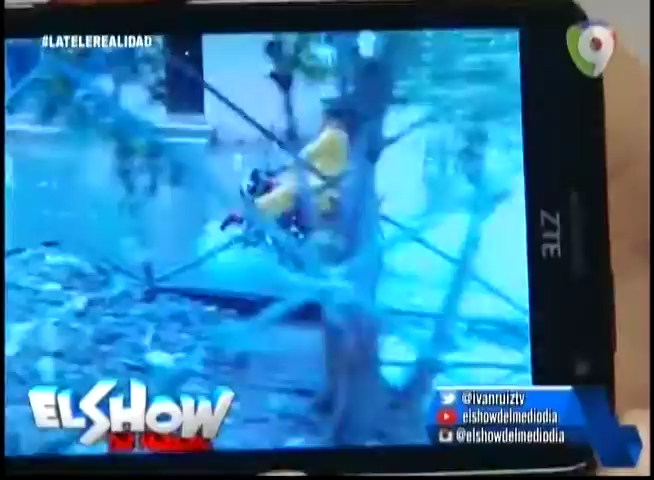 #LATELEREALIDAD
9
ZTE
EL SHOW
@ivanruiztv
elshowdelmediodia
@elshowdelmediodia